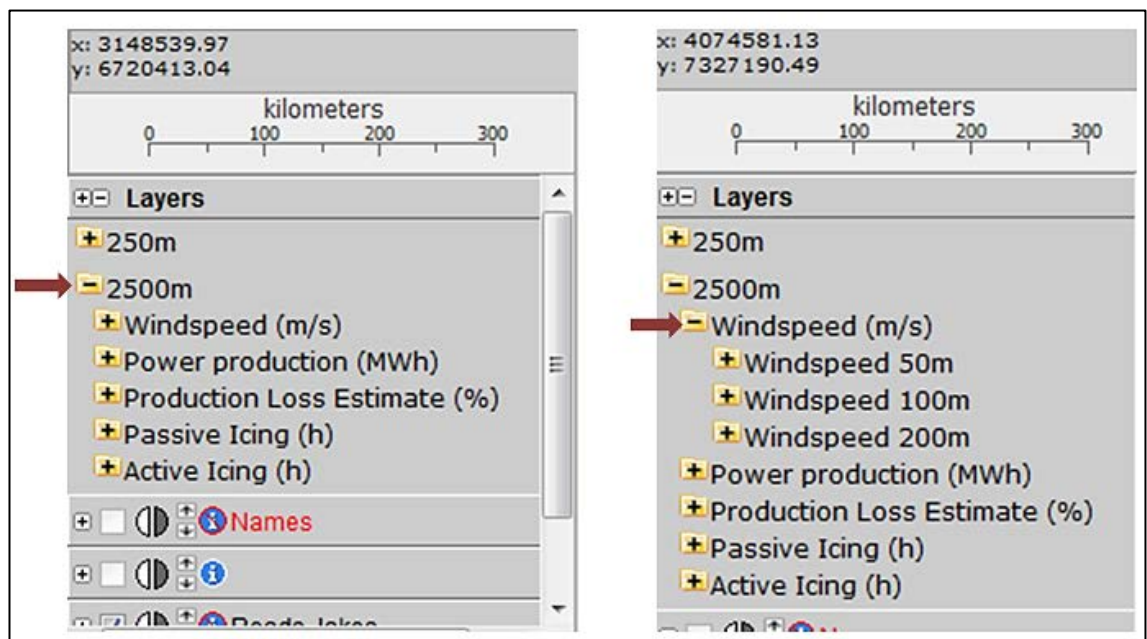 x: 3148539.97
y: 6720413.04
kilometers
0 100 200 300
Layers
250m
2500m
Windspeed (m/s)
Power production (MWh)
Production Loss Estimate (%)
Passive Icing (h)
Active Icing (h)
Names
x: 4074581.13
y: 7327190.49
kilometers
0 100 200 300
Layers
250m
2500m
Windspeed (m/s)
Windspeed 50m
Windspeed 100m
Windspeed 200m
Power production (MWh)
Production Loss Estimate (%)
Passive Icing (h)
Active Icing (h)